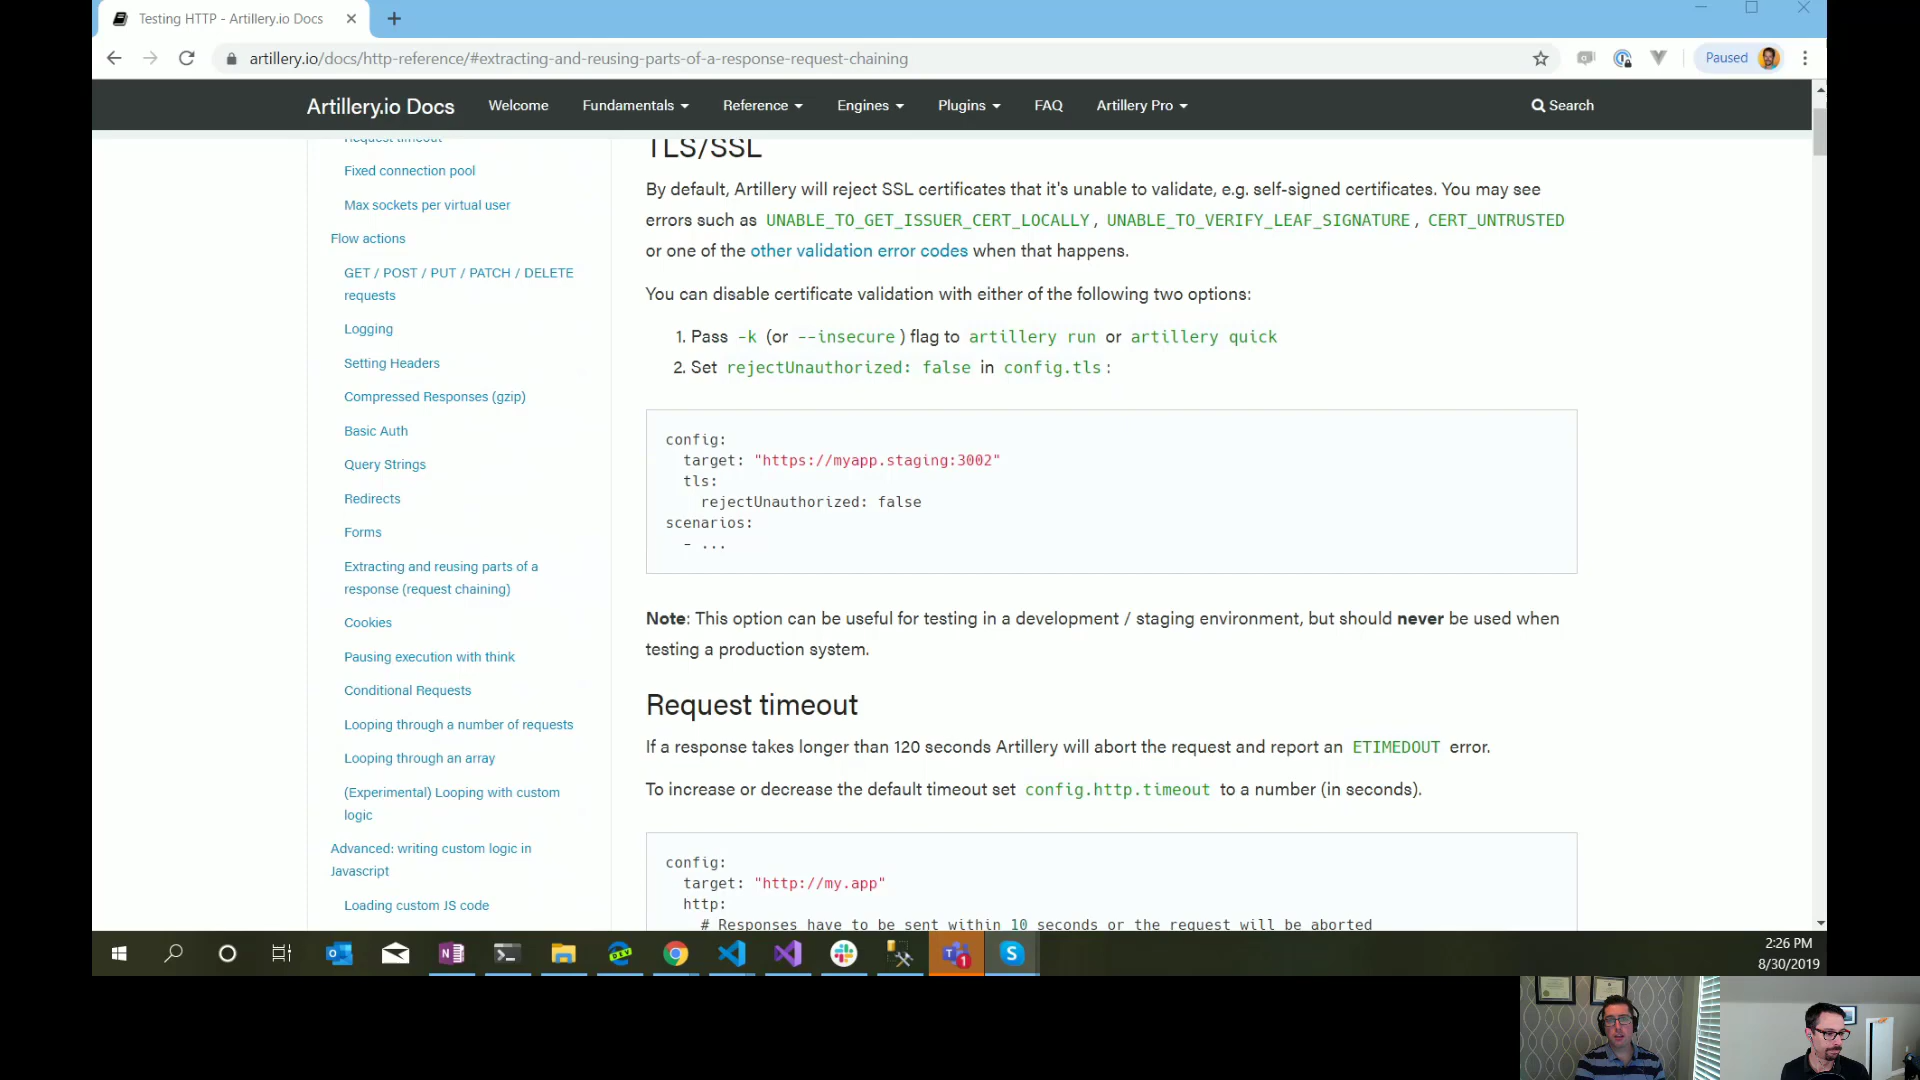 Testing HTTP - Artillery.io Docs
artillery.io/docs/http-reference/#extracting-and-reusing-parts-of-a-response-request-chaining
Paused
Artillery.io Docs
Welcome
Fundamentals
Reference
Engines
Plugins
FAQ
Artillery Pro
Search
Request timeout
Fixed connection pool
Max sockets per virtual user
Flow actions
GET / POST / PUT / PATCH / DELETE
requests
Logging
Setting Headers
Compressed Responses (gzip)
Basic Auth
Query Strings
Redirects
Forms
Extracting and reusing parts of a
response (request chaining)
Cookies
Pausing execution with think
Conditional Requests
Looping through a number of requests
Looping through an array
(Experimental) Looping with custom
logic
Advanced: writing custom logic in
Javascript
Loading custom JS code
TLS/SSL
By default, Artillery will reject SSL certificates that it's unable to validate, e.g. self-signed certificates. You may see
errors such as UNABLE_TO_GET_ISSUER_CERT_LOCALLY, UNABLE_TO_VERIFY_LEAF_SIGNATURE, CERT_UNTRUSTED
or one of the other validation error codes when that happens.
You can disable certificate validation with either of the following two options:
1. Pass -k (or --insecure) flag to artillery run or artillery quick
2. Set rejectUnauthorized: false in config.tls:
config:
target: "https://myapp.staging:3002"
tls:
rejectUnauthorized: false
scenarios:
- ...
Note: This option can be useful for testing in a development / staging environment, but should never be used when
testing a production system.
Request timeout
If a response takes longer than 120 seconds Artillery will abort the request and report an ETIMEDOUT error.
To increase or decrease the default timeout set config.http.timeout to a number (in seconds).
config:
target: "http://my.app"
http:
# Responses have to be sent within 10 seconds or the request will be aborted
2:26 PM
8/30/2019